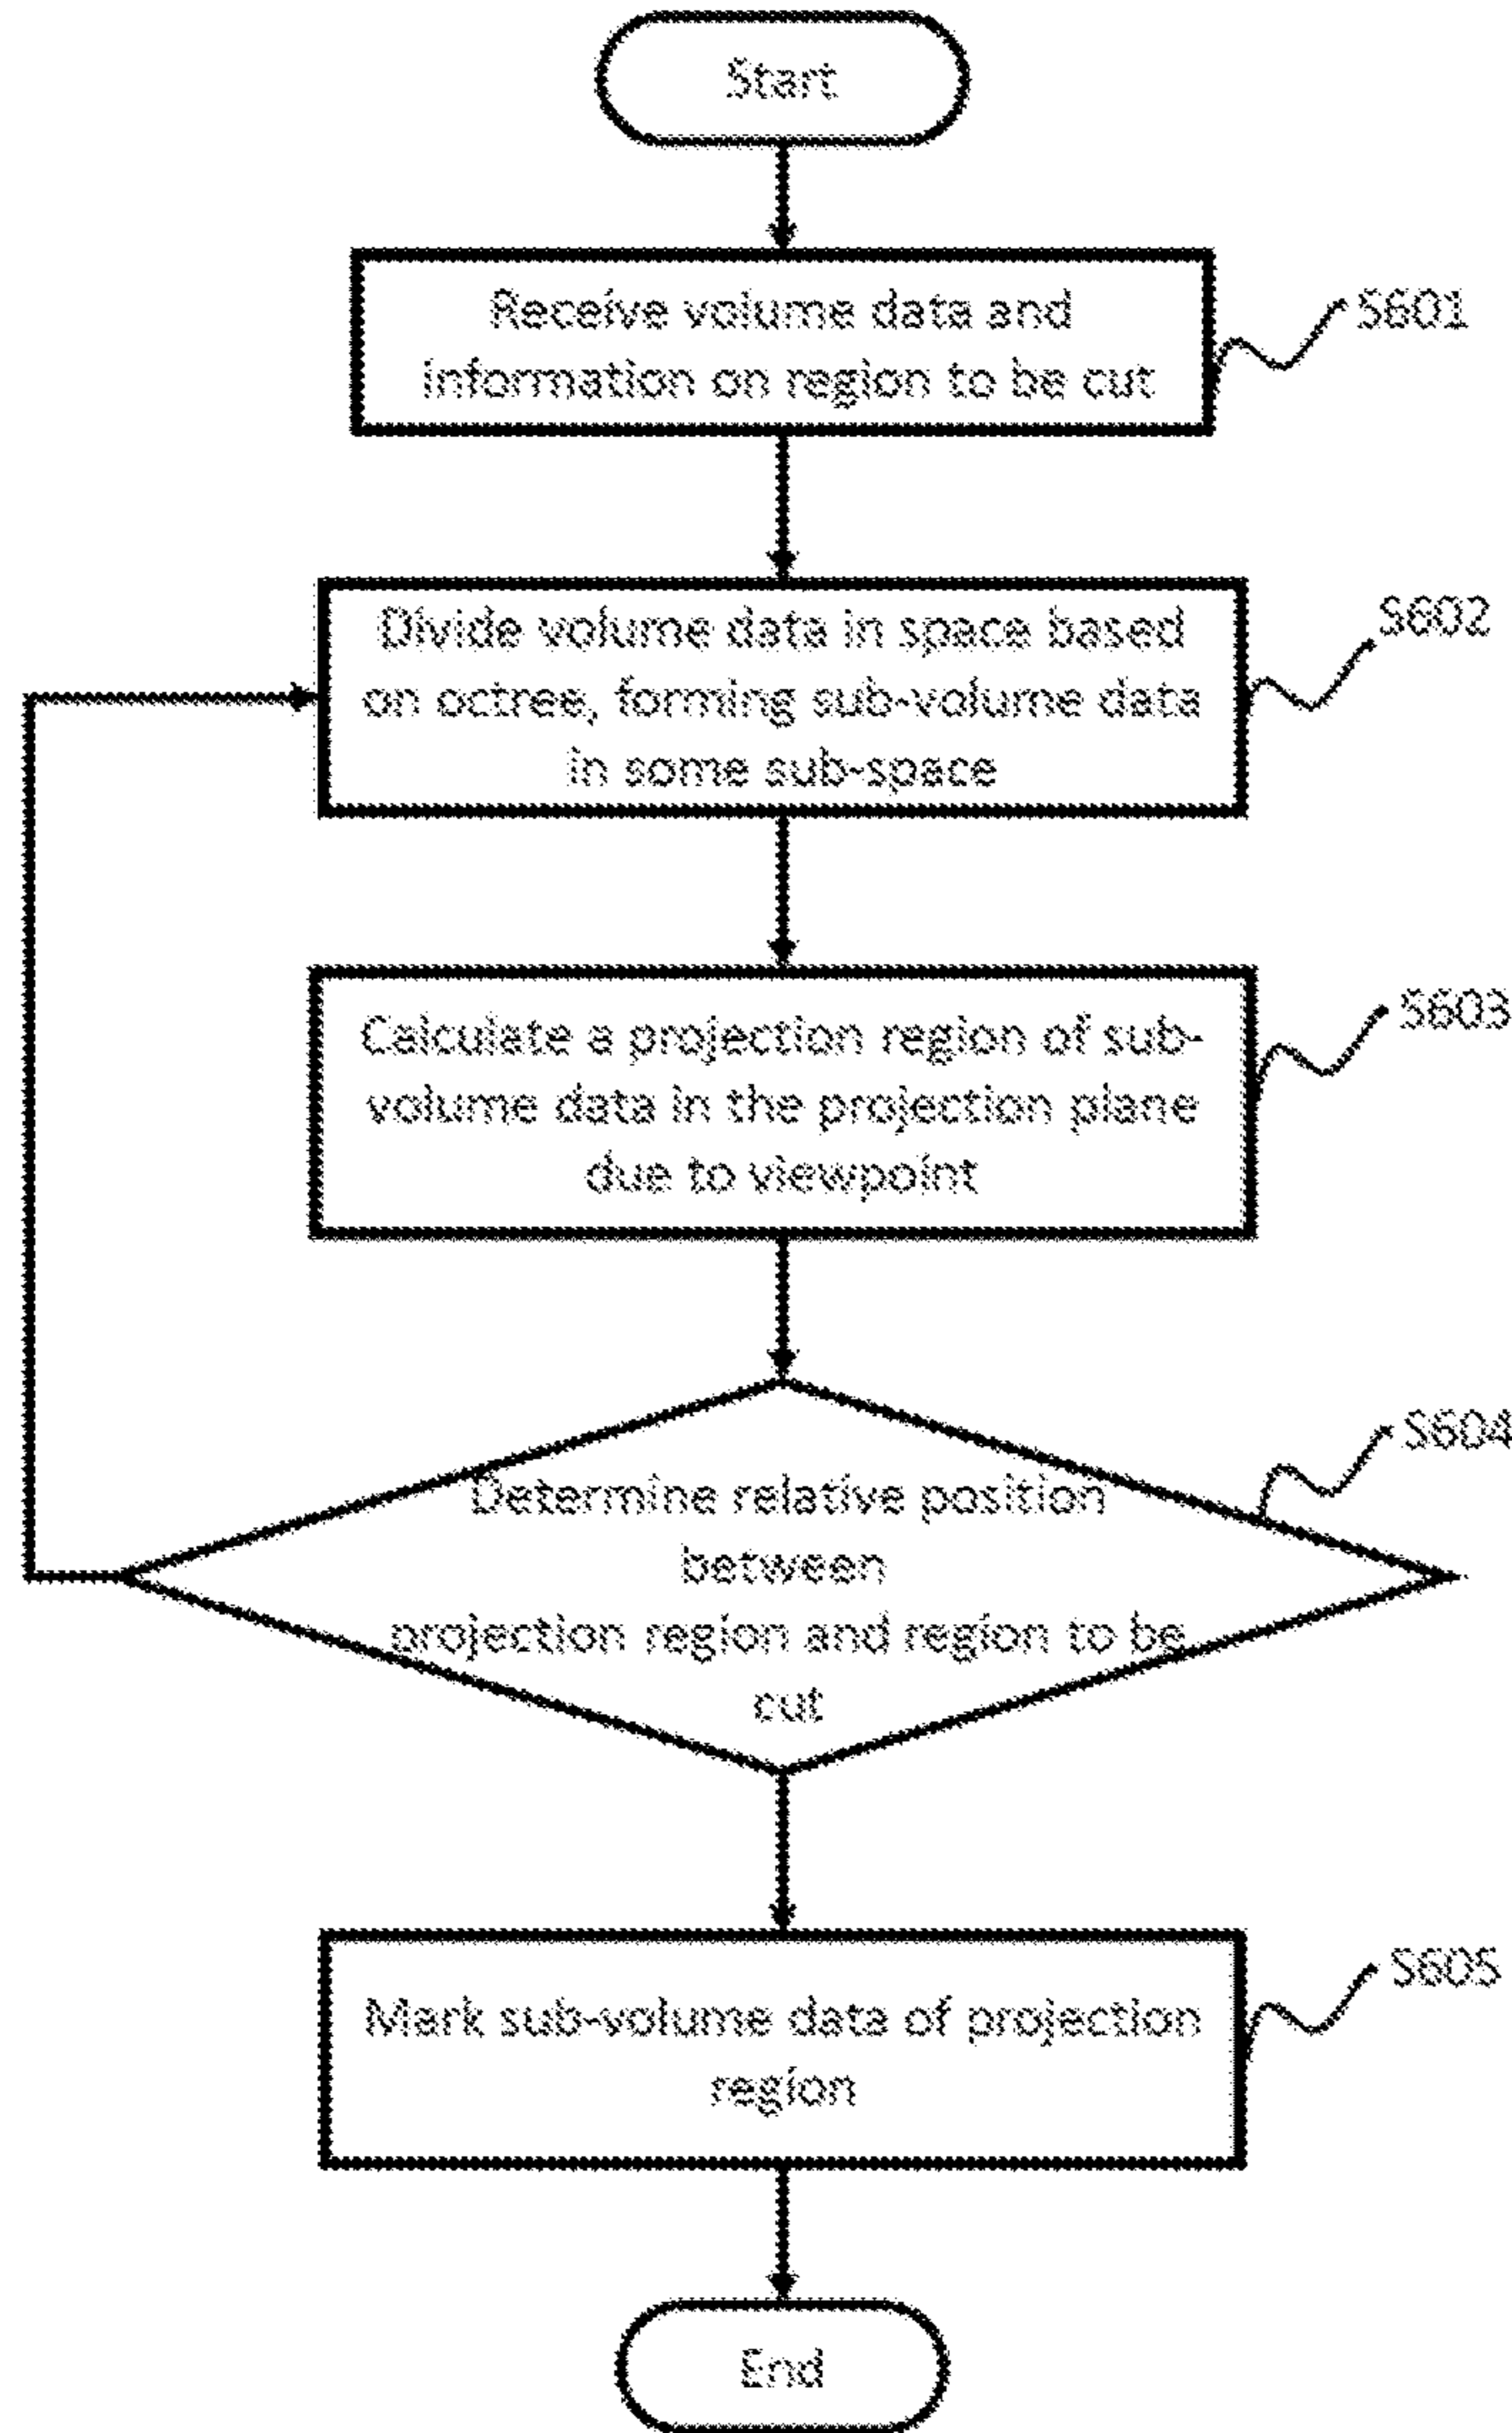 Start
Receive volume data and
information on region to be cut
S601
Divide volume data in space based
on octree, forming sub-volume data
in some sub-space
S602
Calculate a projection region of sub-
volume data in the projection plane
due to viewpoint
S603
Determine relative position
between
projection region and region to be
cut
S604
Mark sub-volume data of projection
region
S605
End